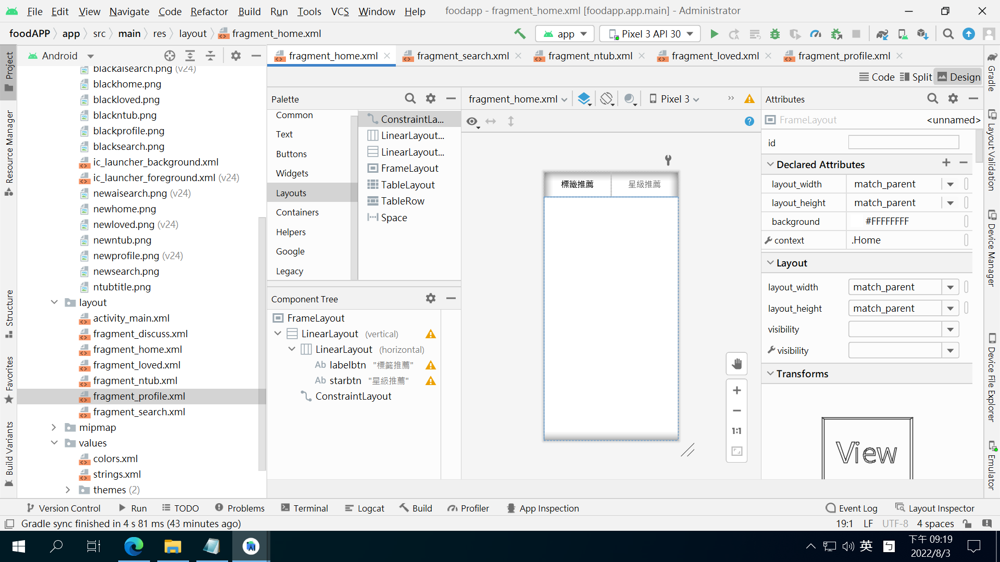 File Edit View Navigate Code Refactor Build Run Tools VCS Window Help foodapp - fragment_home.xml [foodapp.app.main] - Administrator
foodAPP app src main res layout fragment_home.xml app Pixel 3 API 30
Android fragment_home.xml fragment_search.xml fragment_ntub.xml fragment_loved.xml fragment_profile.xml
Code Split Design
Project
Resource Manager
Structure
Favorites
Build Variants
blackaisearch.png (v24)
blackhome.png
blackloved.png
blackntub.png
blackprofile.png
blacksearch.png
ic_launcher_background.xml
ic_launcher_foreground.xml (v24)
newaisearch.png (v24)
newhome.png
newloved.png (v24)
newntub.png
newprofile.png (v24)
newsearch.png
ntubtitle.png
layout
activity_main.xml
fragment_discuss.xml
fragment_home.xml
fragment_loved.xml
fragment_ntub.xml
fragment_profile.xml
fragment_search.xml
mipmap
values
colors.xml
strings.xml
themes (2)
Palette
Common
Text
Buttons
Widgets
Layouts
Containers
Helpers
Google
Legacy
ConstraintLa...
LinearLayout...
LinearLayout...
FrameLayout
TableLayout
TableRow
Space
Component Tree
FrameLayout
LinearLayout (vertical)
LinearLayout (horizontal)
Ab labelbtn "標籤推薦"
Ab starbtn "星級推薦"
ConstraintLayout
fragment_home.xml Pixel 3 »
?
標籤推薦 星級推薦
1:1
Attributes
FrameLayout <unnamed>
id
Declared Attributes
layout_width match_parent
layout_height match_parent
background #FFFFFFFF
context .Home
Layout
layout_width match_parent
layout_height match_parent
visibility
visibility
Transforms
View
Gradle
Layout Validation
Device Manager
Device File Explorer
Emulator
Version Control Run TODO Problems Terminal Logcat Build Profiler App Inspection Event Log Layout Inspector
Gradle sync finished in 4 s 81 ms (43 minutes ago) 19:1 LF UTF-8 4 spaces
英 ㄅ 下午 09:19
2022/8/3